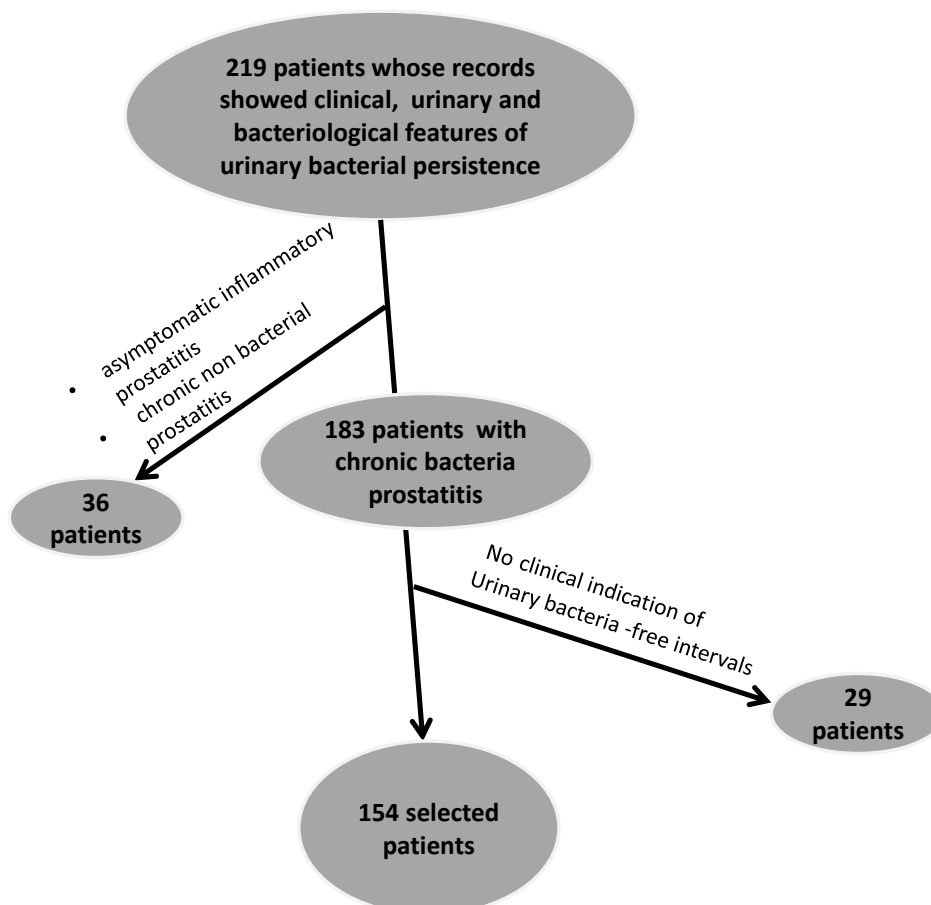 219 patients whose records
showed clinical, urinary and
bacteriological features of
urinary bacterial persistence
• asymptomatic inflammatory
prostatitis
• chronic non bacterial
prostatitis
36
patients
183 patients with
chronic bacteria
prostatitis
No clinical indication of
Urinary bacteria -free intervals
29
patients
154 selected
patients